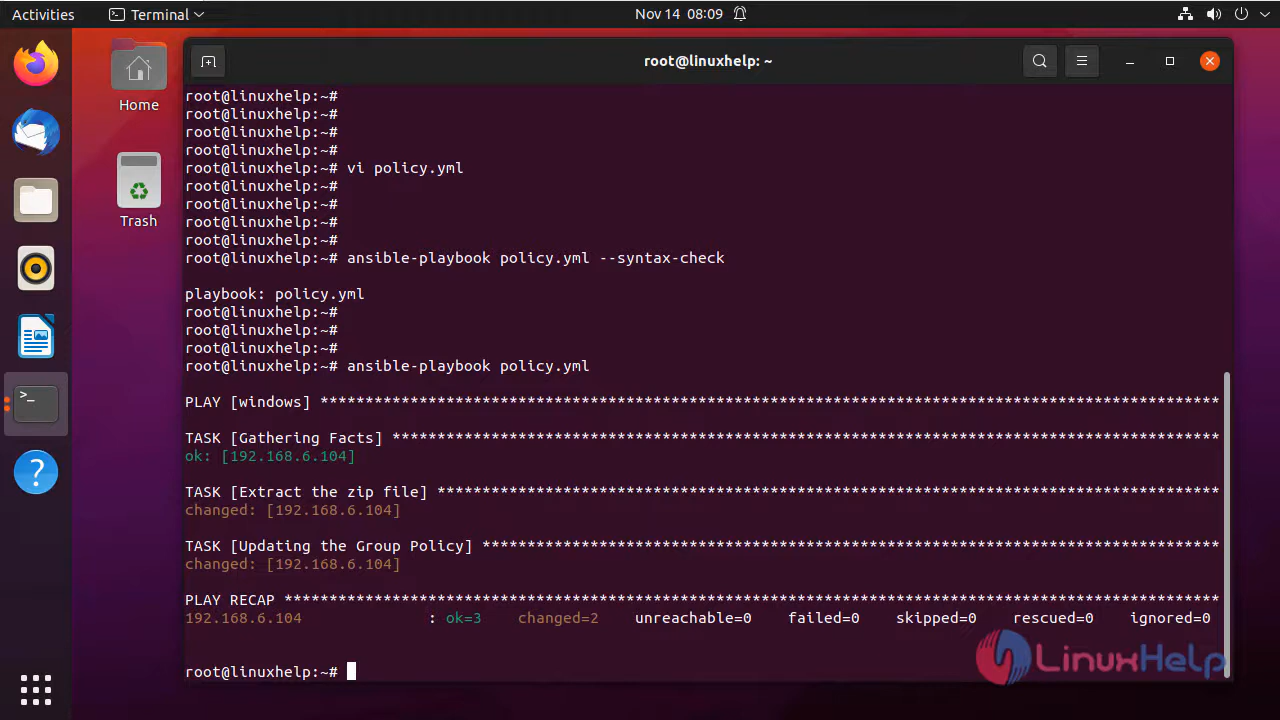 Activities
Terminal
Nov 14 08:09
root@linuxhelp: ~
Home
Trash
root@linuxhelp:~#
root@linuxhelp:~#
root@linuxhelp:~#
root@linuxhelp:~#
root@linuxhelp:~# vi policy.yml
root@linuxhelp:~#
root@linuxhelp:~#
root@linuxhelp:~#
root@linuxhelp:~#
root@linuxhelp:~# ansible-playbook policy.yml --syntax-check
playbook: policy.yml
root@linuxhelp:~#
root@linuxhelp:~#
root@linuxhelp:~#
root@linuxhelp:~# ansible-playbook policy.yml
PLAY [windows] ****************************************************************************************************
TASK [Gathering Facts] ********************************************************************************************
ok: [192.168.6.104]
TASK [Extract the zip file] ***************************************************************************************
changed: [192.168.6.104]
TASK [Updating the Group Policy] **********************************************************************************
changed: [192.168.6.104]
PLAY RECAP ********************************************************************************************************
192.168.6.104 : ok=3 changed=2 unreachable=0 failed=0 skipped=0 rescued=0 ignored=0
root@linuxhelp:~#
LinuxHelp